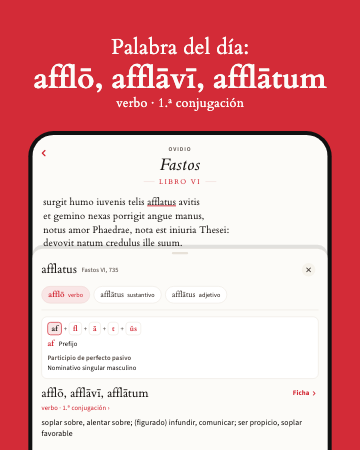 Palabra del día:
afflō, afflāvī, afflātum
verbo · 1.ª conjugación
OVIDIO
Fastos
LIBRO VI
surgit humo iuvenis telis afflatus avitis
et gemino nexas porrigit angue manus,
notus amor Phaedrae, nota est iniuria Thesei:
devovit natum credulus ille suum.
afflatus Fastos VI, 735
afflō verbo afflātus sustantivo afflātus adjetivo
af + fl + ā + t + ŭs
af Prefijo
Participio de perfecto pasivo
Nominativo singular masculino
afflō, afflāvī, afflātum Ficha ›
verbo · 1.ª conjugación ›
soplar sobre, alentar sobre; (figurado) infundir, comunicar; ser propicio, soplar
favorable